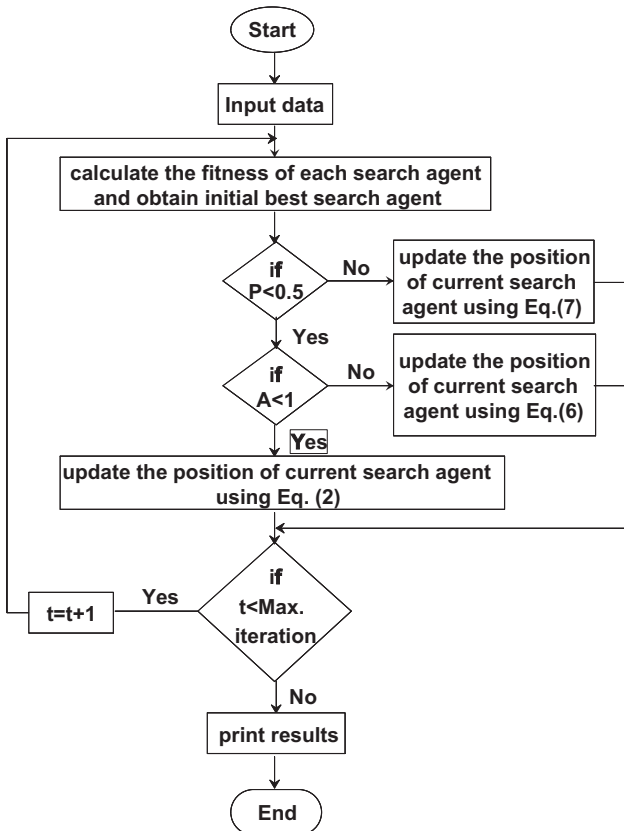 Start
Input data
calculate the fitness of each search agent
and obtain initial best search agent
if
P<0.5
No
update the position
of current search
agent using Eq.(7)
Yes
if
A<1
No
update the position
of current search
agent using Eq.(6)
Yes
update the position of current search agent
using Eq. (2)
if
t<Max.
iteration
Yes
t=t+1
No
print results
End